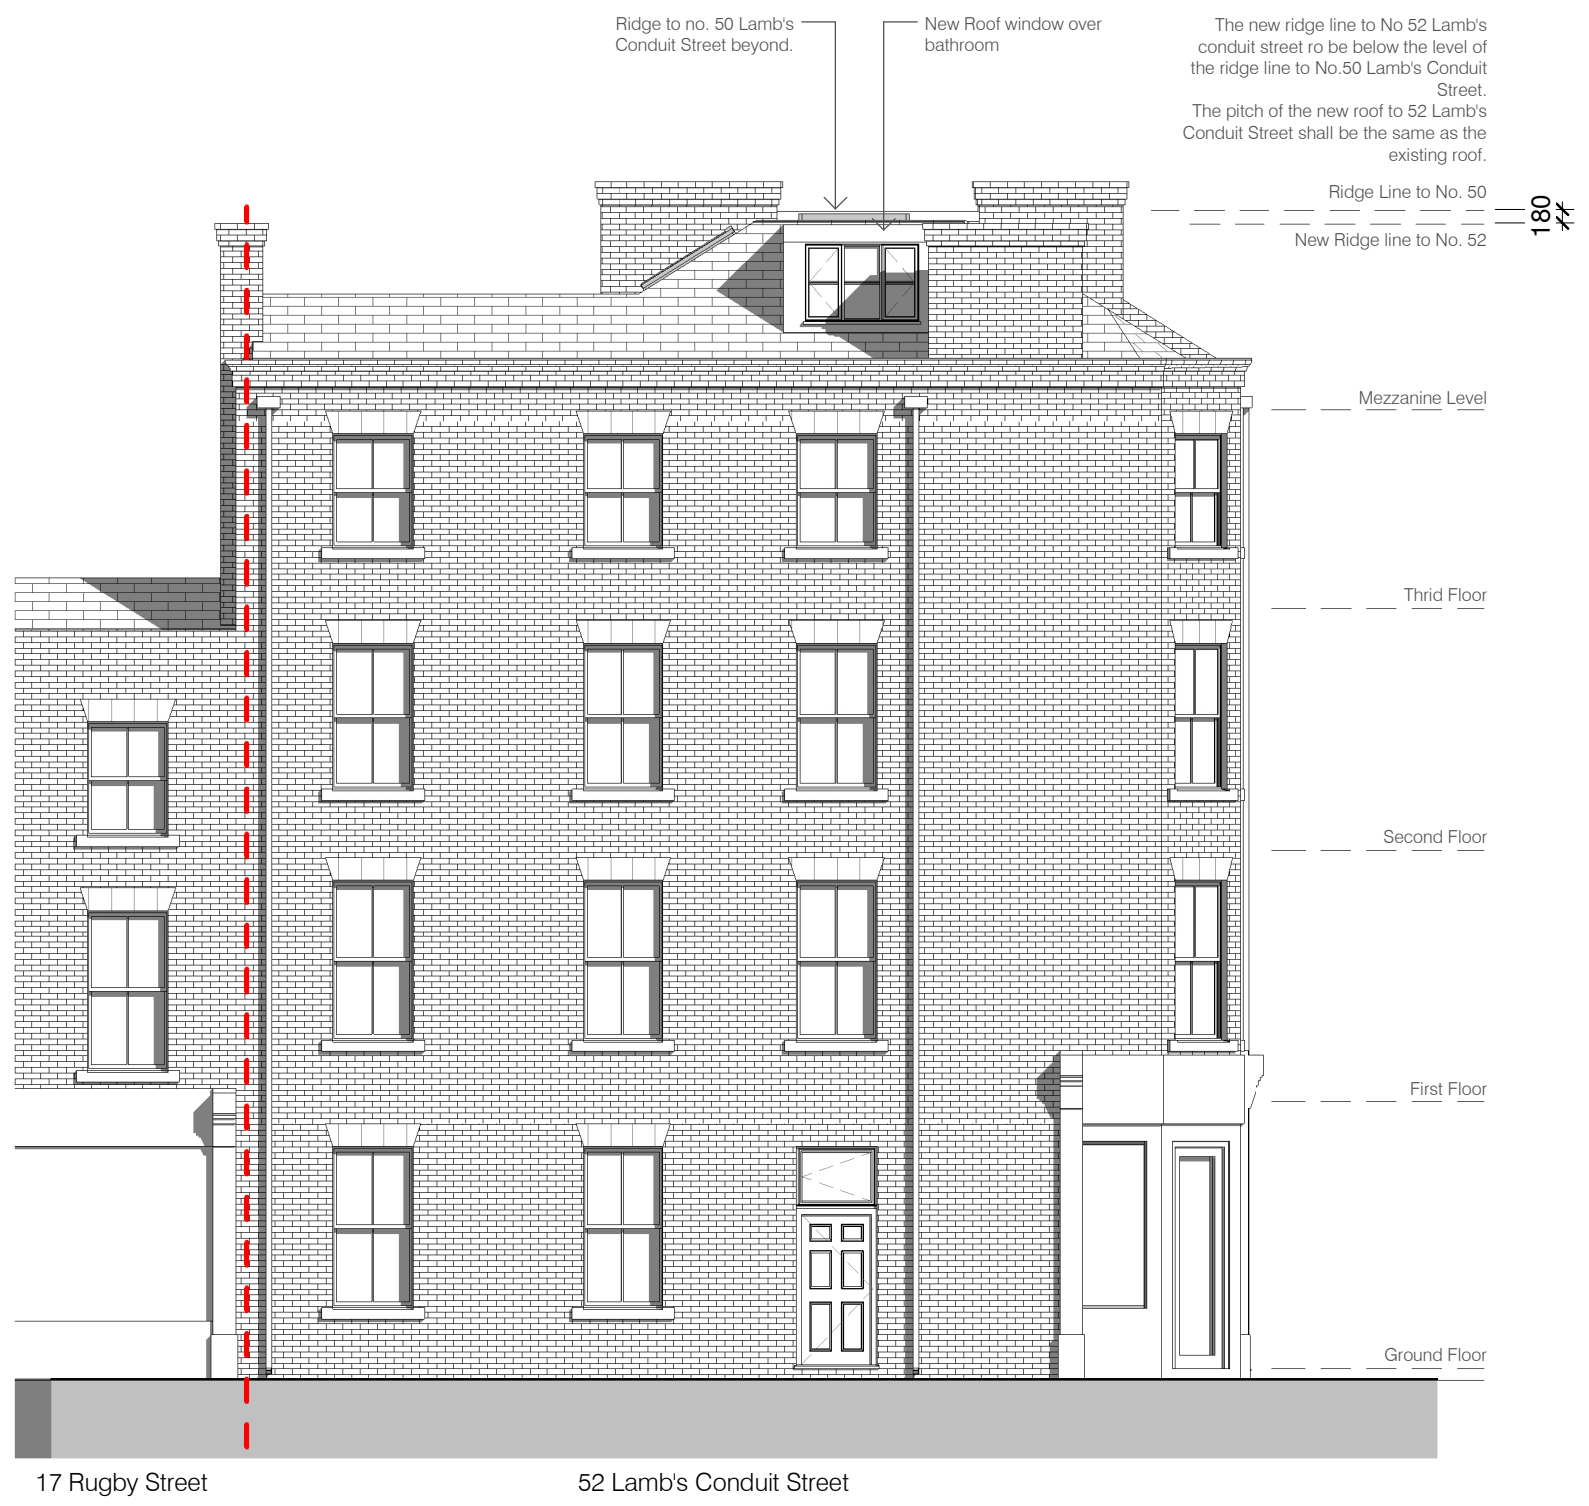 Ridge to no. 50 Lamb's
Conduit Street beyond.
New Roof window over
bathroom
The new ridge line to No 52 Lamb's
conduit street ro be below the level of
the ridge line to No.50 Lamb's Conduit
Street.
The pitch of the new roof to 52 Lamb's
Conduit Street shall be the same as the
existing roof.
Ridge Line to No. 50
180
New Ridge line to No. 52
Mezzanine Level
Thrid Floor
Second Floor
First Floor
Ground Floor
17 Rugby Street
52 Lamb's Conduit Street